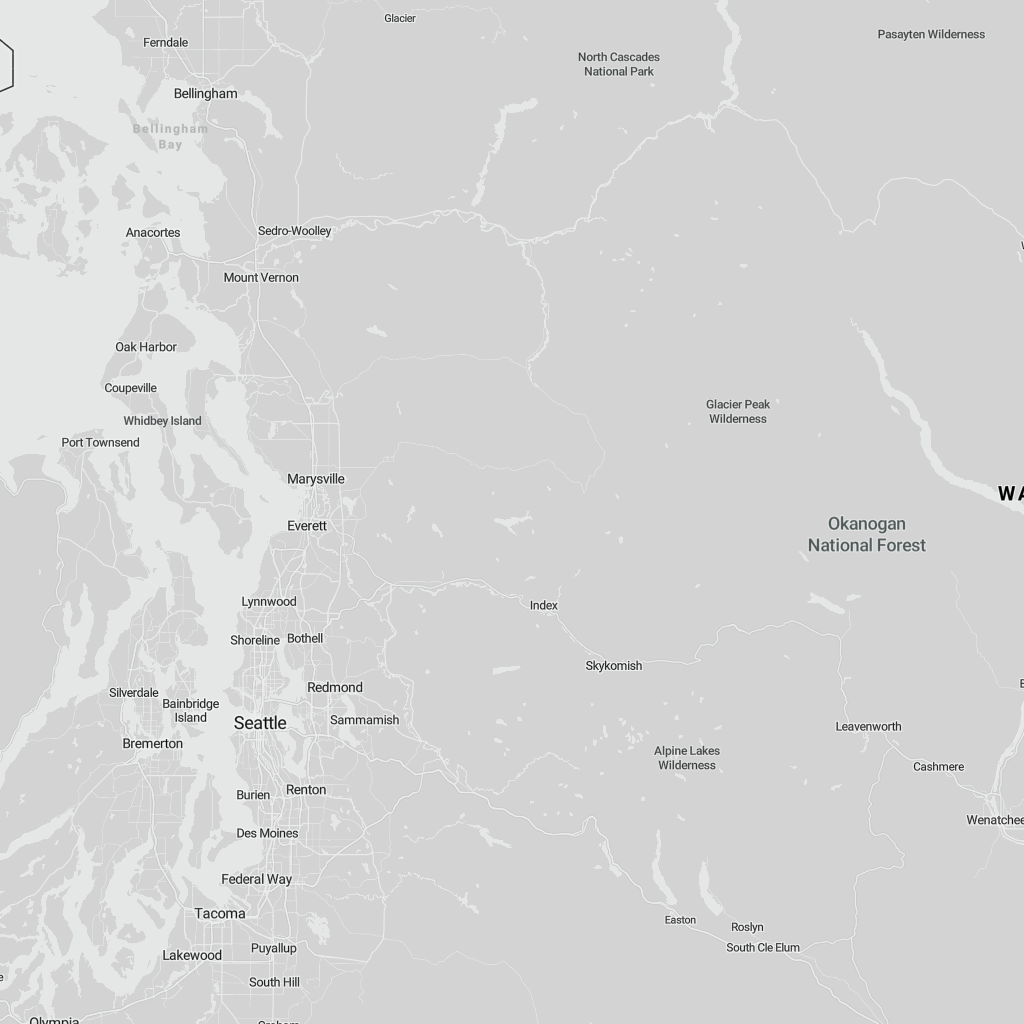 Glacier
Pasayten Wilderness
Ferndale
North Cascades
National Park
Bellingham
Bellingham
Bay
Anacortes
Sedro-Woolley
Mount Vernon
Oak Harbor
Coupeville
Glacier Peak
Wilderness
Whidbey Island
Port Townsend
Marysville
WA
Okanogan
National Forest
Everett
Lynnwood
Index
Shoreline
Bothell
Skykomish
Redmond
Silverdale
Bainbridge
Island
Seattle
Sammamish
Leavenworth
Bremerton
Alpine Lakes
Wilderness
Cashmere
Burien
Renton
Wenatchee
Des Moines
Federal Way
Tacoma
Easton
Roslyn
South Cle Elum
Puyallup
Lakewood
South Hill
Olympia